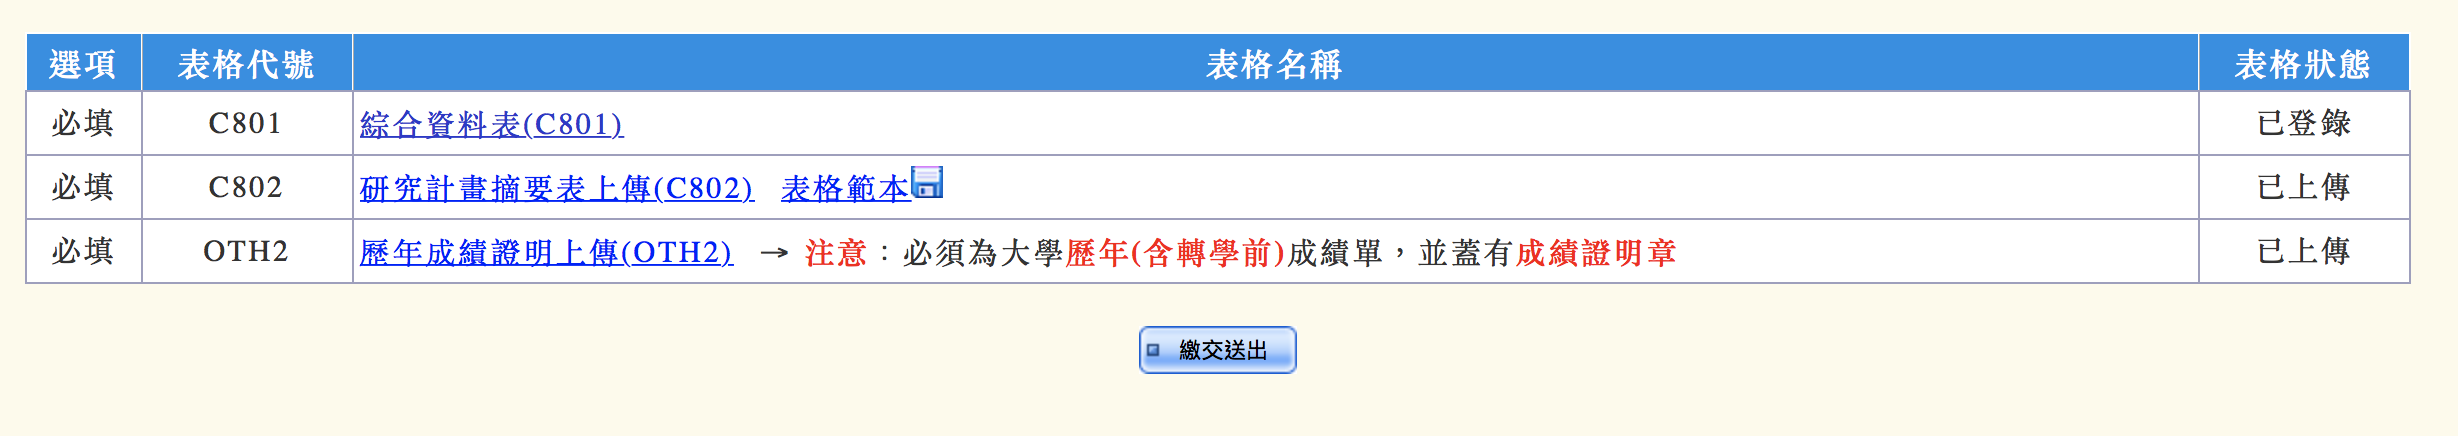 選項 表格代號 表格名稱 表格狀態
必填 C801 綜合資料表(C801) 已登錄
必填 C802 研究計畫摘要表上傳(C802) 表格範本 已上傳
必填 OTH2 歷年成績證明上傳(OTH2) → 注意：必須為大學歷年(含轉學前)成績單，並蓋有成績證明章 已上傳
繳交送出